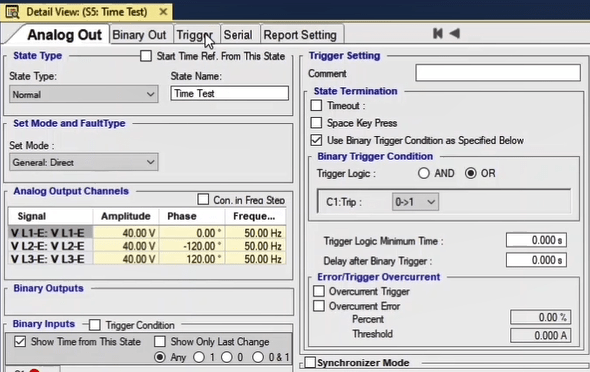 Detail View: (S5: Time Test)
Analog Out
Binary Out
Trigger
Serial
Report Setting
State Type
Start Time Ref. From This State
State Type:
State Name:
Normal
Time Test
Set Mode and FaultType
Set Mode :
General: Direct
Analog Output Channels
Con. in Freq Step
Signal Amplitude Phase Freque...
V L1-E: V L1-E 40.00 V 0.00 ° 50.00 Hz
V L2-E: V L2-E 40.00 V -120.00 ° 50.00 Hz
V L3-E: V L3-E 40.00 V 120.00 ° 50.00 Hz
Binary Outputs
Binary Inputs
Trigger Condition
Show Time from This State
Show Only Last Change
Any 1 0 0 & 1
Trigger Setting
Comment
State Termination
Timeout :
Space Key Press
Use Binary Trigger Condition as Specified Below
Binary Trigger Condition
Trigger Logic : AND OR
C1:Trip : 0->1
Trigger Logic Minimum Time : 0.000 s
Delay after Binary Trigger : 0.000 s
Error/Trigger Overcurrent
Overcurrent Trigger
Overcurrent Error
Percent 0.00 %
Threshold 0.000 A
Synchronizer Mode